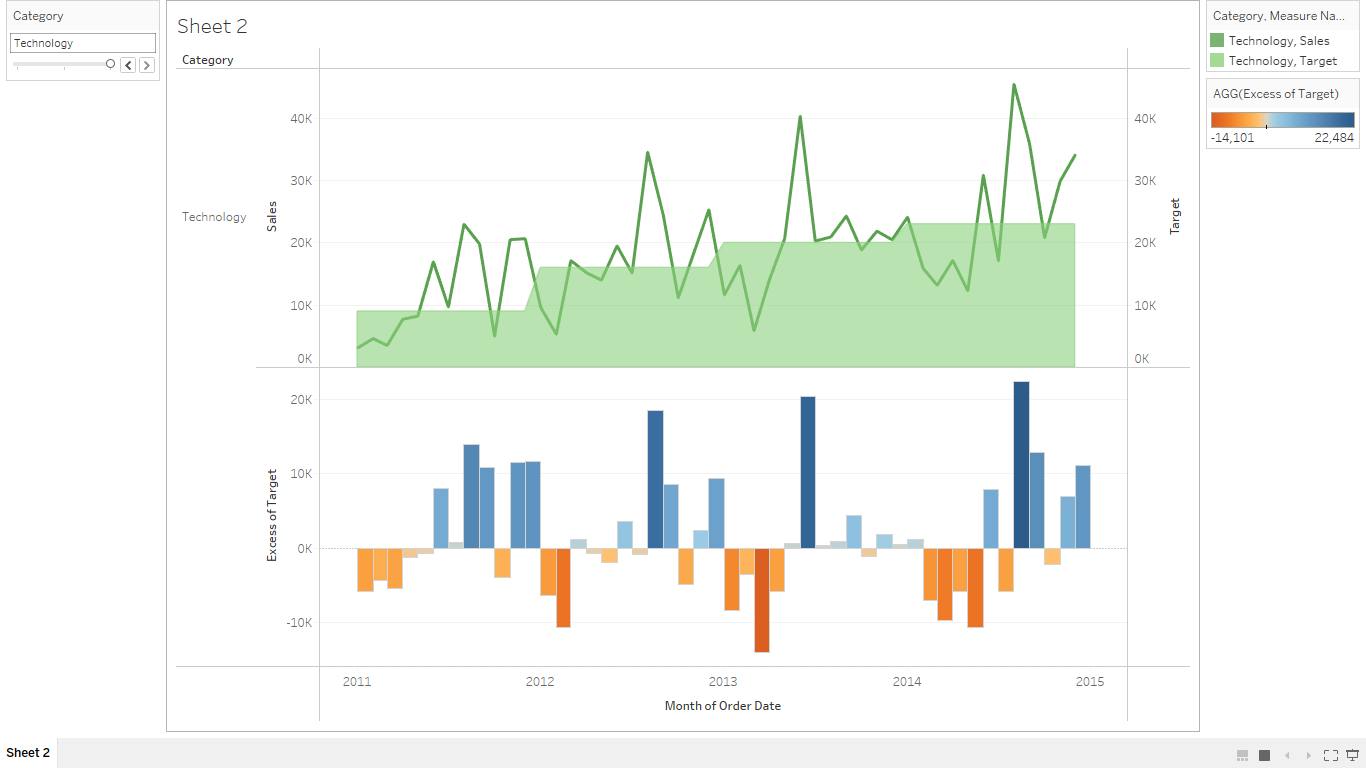 Category
Technology
Sheet 2
Category
Technology
Sales
40K
30K
20K
10K
0K
Target
40K
30K
20K
10K
0K
Excess of Target
20K
10K
0K
-10K
2011
2012
2013
2014
2015
Month of Order Date
Category, Measure Na...
Technology, Sales
Technology, Target
AGG(Excess of Target)
-14,101 22,484
Sheet 2